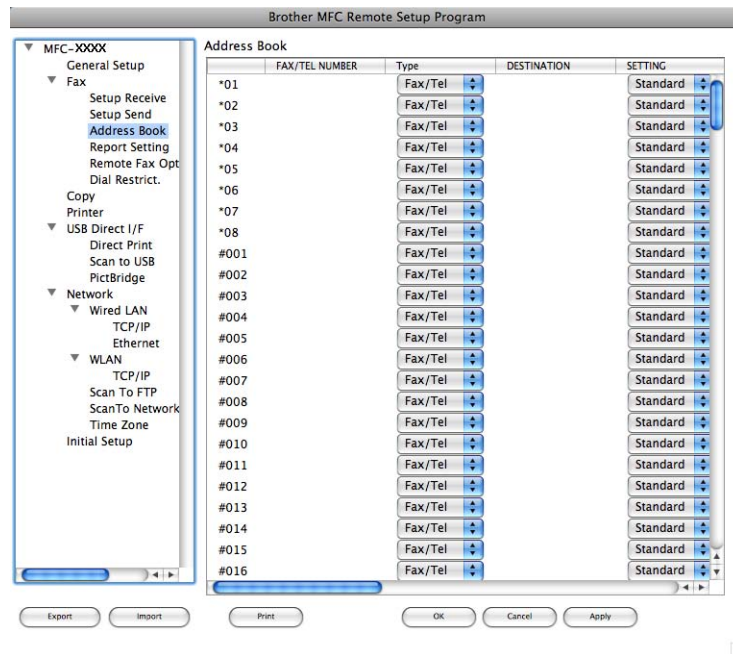 Brother MFC Remote Setup Program
MFC-XXXX
General Setup
Fax
Setup Receive
Setup Send
Address Book
Report Setting
Remote Fax Opt
Dial Restrict.
Copy
Printer
USB Direct I/F
Direct Print
Scan to USB
PictBridge
Network
Wired LAN
TCP/IP
Ethernet
WLAN
TCP/IP
Scan To FTP
ScanTo Network
Time Zone
Initial Setup
Address Book
FAX/TEL NUMBER Type DESTINATION SETTING
*01 Fax/Tel Standard
*02 Fax/Tel Standard
*03 Fax/Tel Standard
*04 Fax/Tel Standard
*05 Fax/Tel Standard
*06 Fax/Tel Standard
*07 Fax/Tel Standard
*08 Fax/Tel Standard
#001 Fax/Tel Standard
#002 Fax/Tel Standard
#003 Fax/Tel Standard
#004 Fax/Tel Standard
#005 Fax/Tel Standard
#006 Fax/Tel Standard
#007 Fax/Tel Standard
#008 Fax/Tel Standard
#009 Fax/Tel Standard
#010 Fax/Tel Standard
#011 Fax/Tel Standard
#012 Fax/Tel Standard
#013 Fax/Tel Standard
#014 Fax/Tel Standard
#015 Fax/Tel Standard
#016 Fax/Tel Standard
Export Import Print OK Cancel Apply